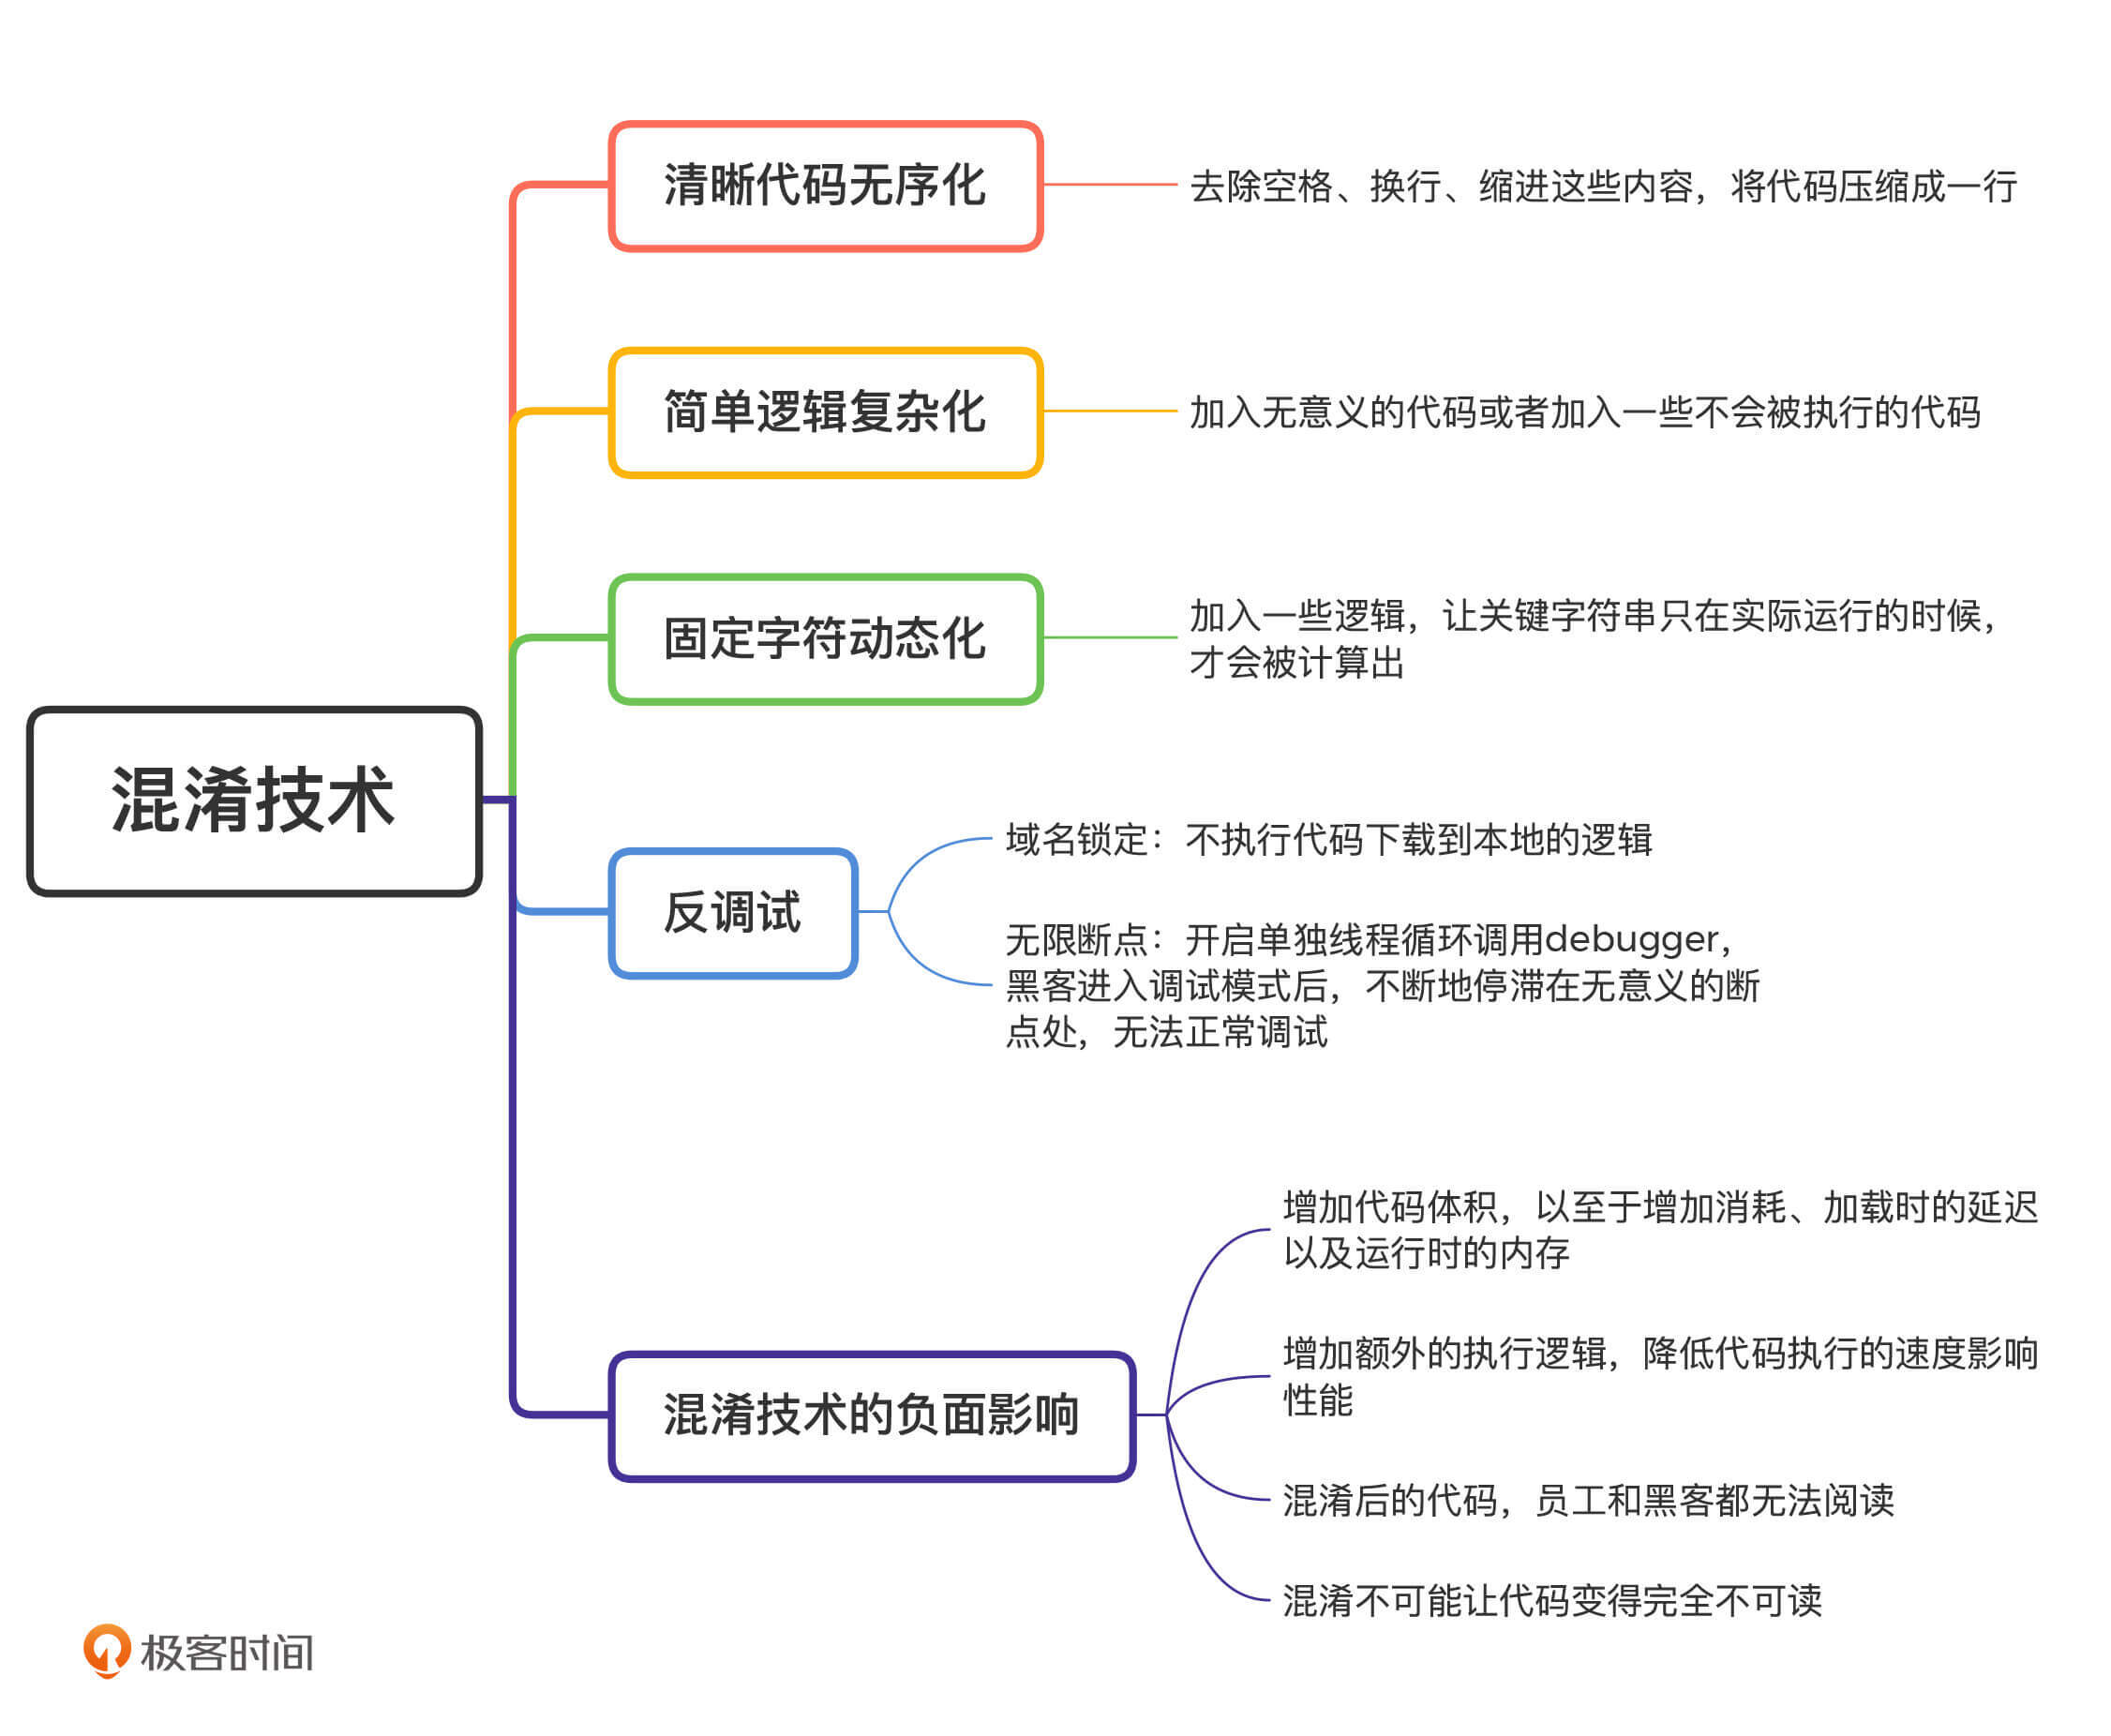 清晰代码无序化
去除空格、换行、缩进这些内容，将代码压缩成一行
简单逻辑复杂化
加入无意义的代码或者加入一些不会被执行的代码
固定字符动态化
加入一些逻辑，让关键字符串只在实际运行的时候，
才会被计算出
混淆技术
反调试
域名锁定：不执行代码下载到本地的逻辑
无限断点：开启单独线程循环调用debugger，
黑客进入调试模式后，不断地停滞在无意义的断
点处，无法正常调试
混淆技术的负面影响
增加代码体积，以至于增加消耗、加载时的延迟
以及运行时的内存
增加额外的执行逻辑，降低代码执行的速度影响
性能
混淆后的代码，员工和黑客都无法阅读
混淆不可能让代码变得完全不可读
极客时间